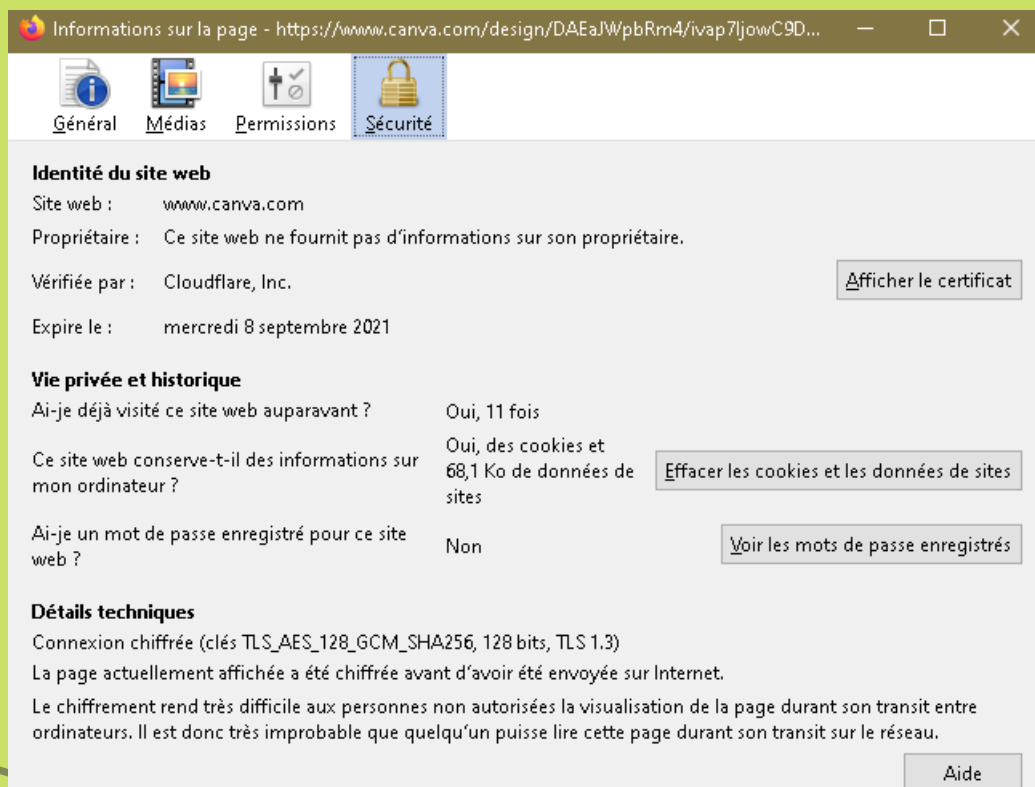 Informations sur la page - https://www.canva.com/design/DAEaJWpbRm4/ivap7ljowC9D...
Général Médias Permissions Sécurité
Identité du site web
Site web : www.canva.com
Propriétaire : Ce site web ne fournit pas d'informations sur son propriétaire.
Vérifiée par : Cloudflare, Inc. Afficher le certificat
Expire le : mercredi 8 septembre 2021
Vie privée et historique
Ai-je déjà visité ce site web auparavant ? Oui, 11 fois
Ce site web conserve-t-il des informations sur
mon ordinateur ?
Oui, des cookies et
68,1 Ko de données de
sites
Effacer les cookies et les données de sites
Ai-je un mot de passe enregistré pour ce site
web ?
Non
Voir les mots de passe enregistrés
Détails techniques
Connexion chiffrée (clés TLS_AES_128_GCM_SHA256, 128 bits, TLS 1.3)
La page actuellement affichée a été chiffrée avant d'avoir été envoyée sur Internet.
Le chiffrement rend très difficile aux personnes non autorisées la visualisation de la page durant son transit entre
ordinateurs. Il est donc très improbable que quelqu'un puisse lire cette page durant son transit sur le réseau.
Aide